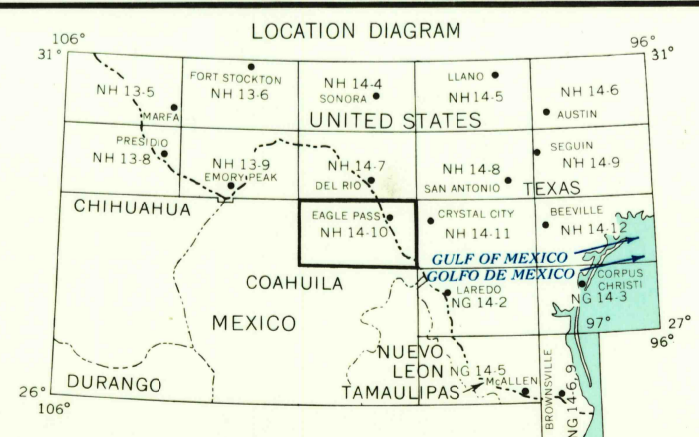 LOCATION DIAGRAM
106°
96°
31°
31°
FORT STOCKTON
NH 13-6
NH 13-5
MARFA
NH 14-4
SONORA
LLANO
NH 14-5
NH 14-6
AUSTIN
UNITED STATES
PRESIDIO
NH 13-8
NH 13-9
EMORY PEAK
NH 14-7
DEL RIO
NH 14-8
SAN ANTONIO
SEGUIN
NH 14-9
TEXAS
CHIHUAHUA
EAGLE PASS
NH 14-10
CRYSTAL CITY
NH 14-11
BEEVILLE
NH 14-12
GULF OF MEXICO
GOLFO DE MEXICO
COAHUILA
LAREDO
NG 14-2
CORPUS
CHRISTI
NG 14-3
MEXICO
97°
27°
96°
NUEVO
LEON
NG 14-5
TAMAULIPAS
McALLEN
BROWNSVILLE
NG 14-6, 9
DURANGO
26°
106°